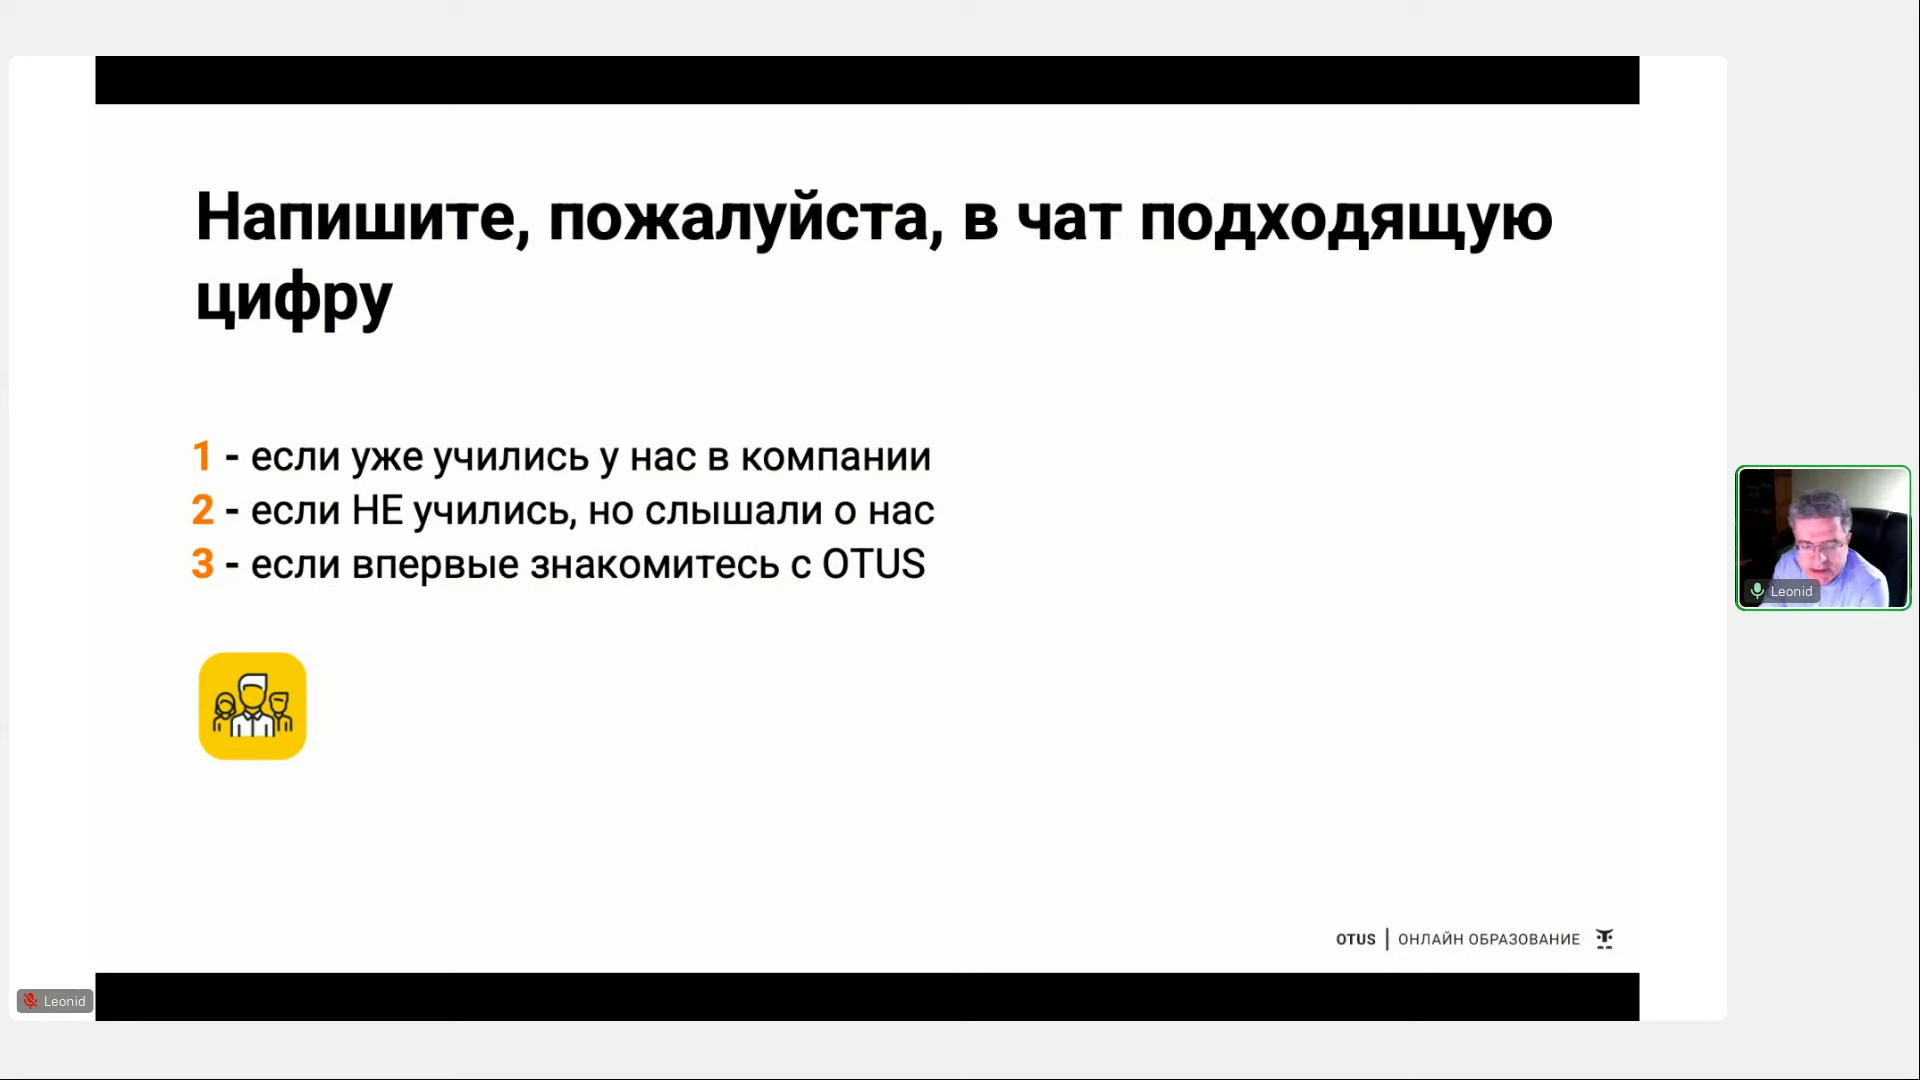 Напишите, пожалуйста, в чат подходящую
цифру
1 - если уже учились у нас в компании
2 - если НЕ учились, но слышали о нас
3 - если впервые знакомитесь с OTUS
Leonid
OTUS | ОНЛАЙН ОБРАЗОВАНИЕ
Leonid